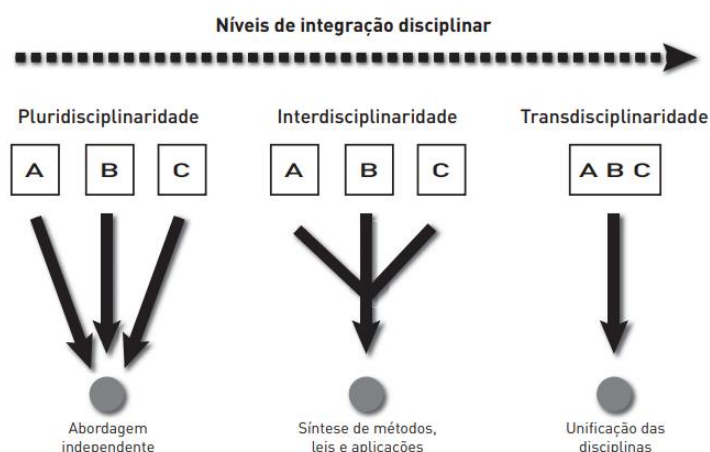 Níveis de integração disciplinar
Pluridisciplinaridade
Interdisciplinaridade
Transdisciplinaridade
A B C
A B C
A B C
Abordagem
independente
Síntese de métodos,
leis e aplicações
Unificação das
disciplinas